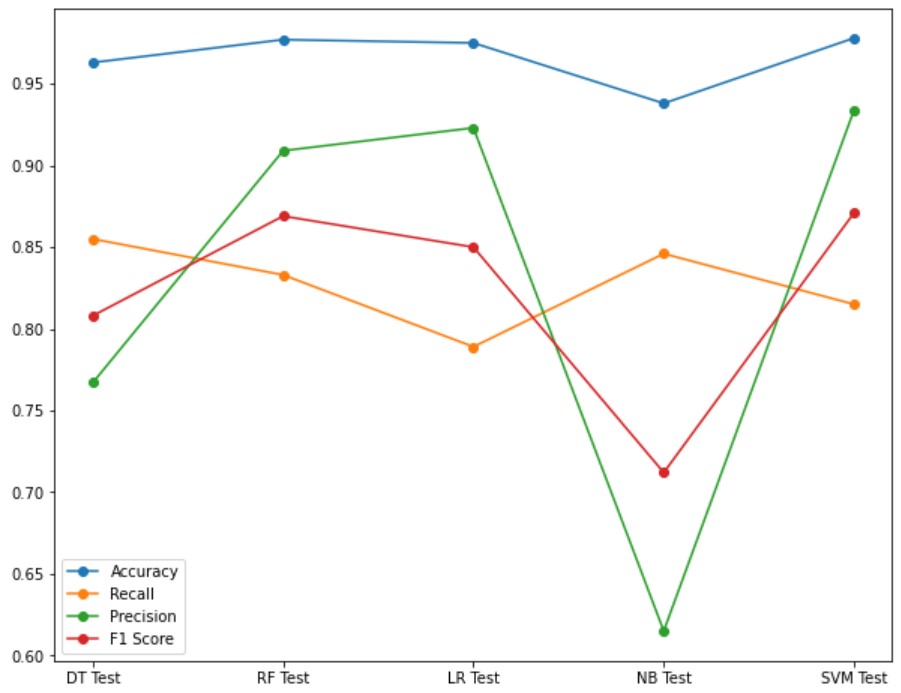 0.95
0.90
0.85
0.80
0.75
0.70
0.65
0.60
Accuracy
Recall
Precision
F1 Score
DT Test RF Test LR Test NB Test SVM Test